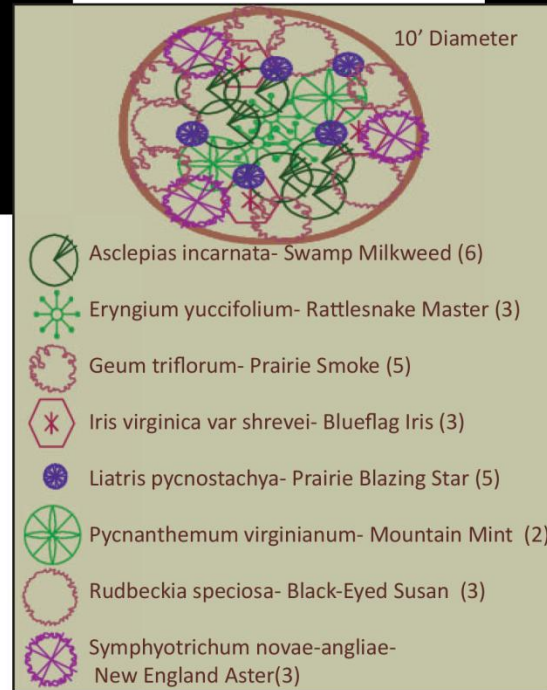 10’ Diameter
Asclepias incarnata- Swamp Milkweed (6)
Eryngium yuccifolium- Rattlesnake Master (3)
Geum triflorum- Prairie Smoke (5)
Iris virginica var shrevei- Blueflag Iris (3)
Liatris pycnostachya- Prairie Blazing Star (5)
Pycnanthemum virginianum- Mountain Mint (2)
Rudbeckia speciosa- Black-Eyed Susan (3)
Symphyotrichum novae-angliae-
New England Aster(3)